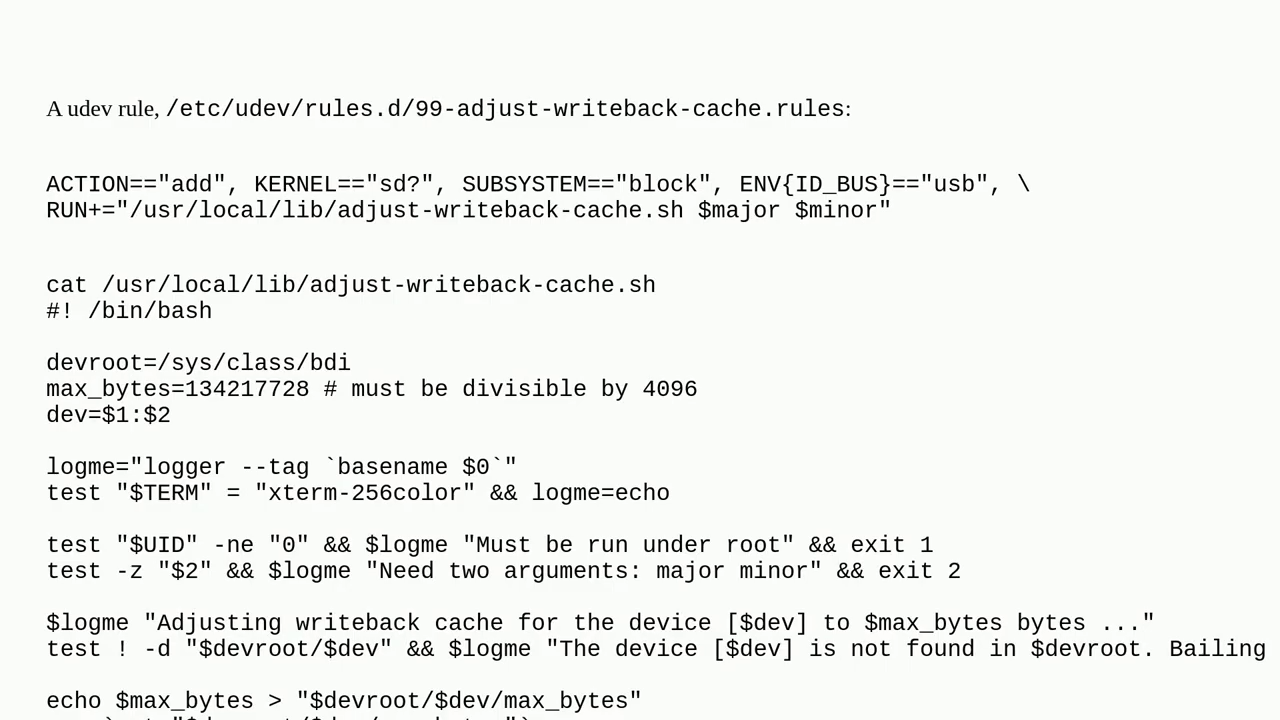 A udev rule, /etc/udev/rules.d/99-adjust-writeback-cache.rules:
ACTION=="add", KERNEL=="sd?", SUBSYSTEM=="block", ENV{ID_BUS}=="usb", \
RUN+="/usr/local/lib/adjust-writeback-cache.sh $major $minor"
cat /usr/local/lib/adjust-writeback-cache.sh
#! /bin/bash
devroot=/sys/class/bdi
max_bytes=134217728 # must be divisible by 4096
dev=$1:$2
logme="logger --tag `basename $0`"
test "$TERM" = "xterm-256color" && logme=echo
test "$UID" -ne "0" && $logme "Must be run under root" && exit 1
test -z "$2" && $logme "Need two arguments: major minor" && exit 2
$logme "Adjusting writeback cache for the device [$dev] to $max_bytes bytes ..."
test ! -d "$devroot/$dev" && $logme "The device [$dev] is not found in $devroot. Bailing
echo $max_bytes > "$devroot/$dev/max_bytes"